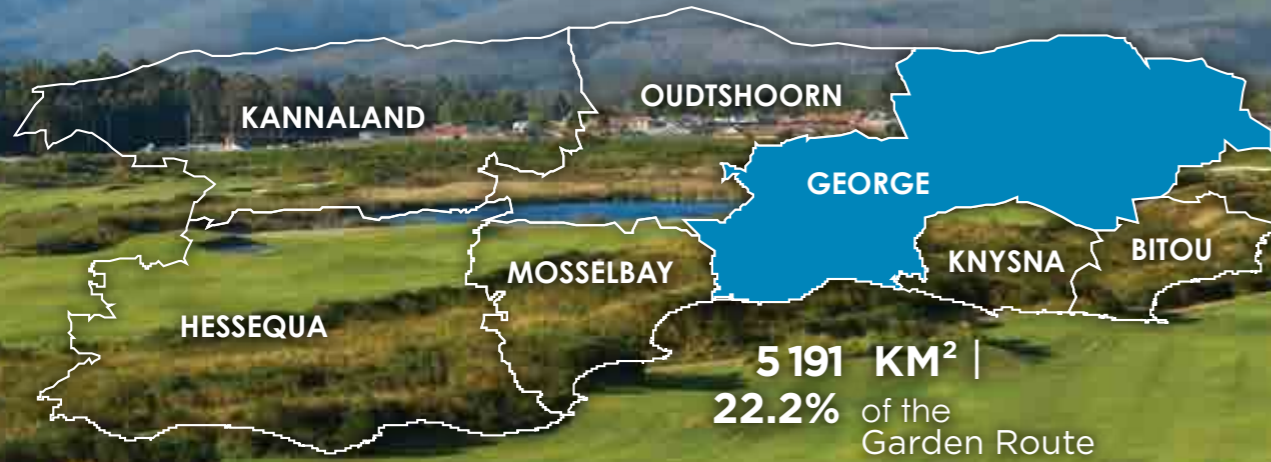 KANNALAND
OUDTSHOORN
GEORGE
MOSSELBAY
KNYSNA
BITOU
HESSEQUA
5 191 KM² |
22.2% of the
Garden Route